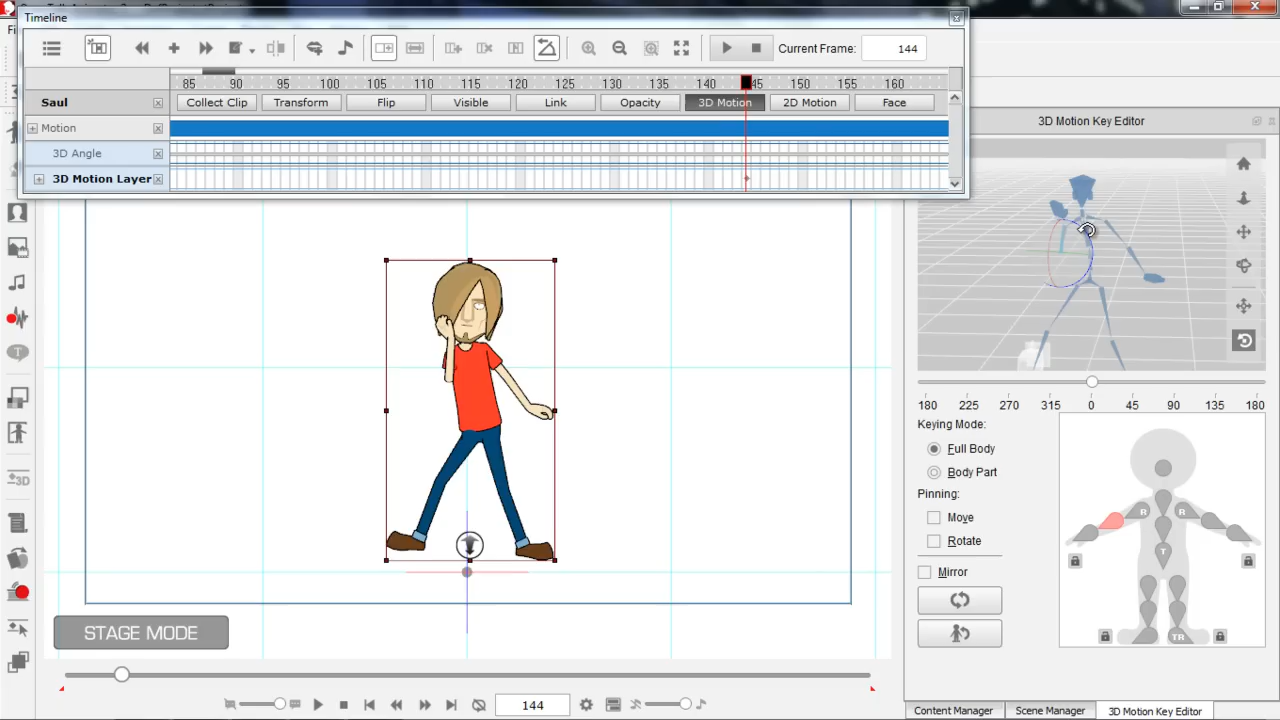 Timeline
Current Frame: 144
85 90 95 100 105 110 115 120 125 130 135 140 45 150 155 160
Saul
Collect Clip Transform Flip Visible Link Opacity 3D Motion 2D Motion Face
Motion
3D Angle
3D Motion Layer
3D Motion Key Editor
180 225 270 315 0 45 90 135 180
Keying Mode:
Full Body
Body Part
Pinning:
Move
Rotate
Mirror
R R
T
TR
STAGE MODE
144
Content Manager Scene Manager 3D Motion Key Editor